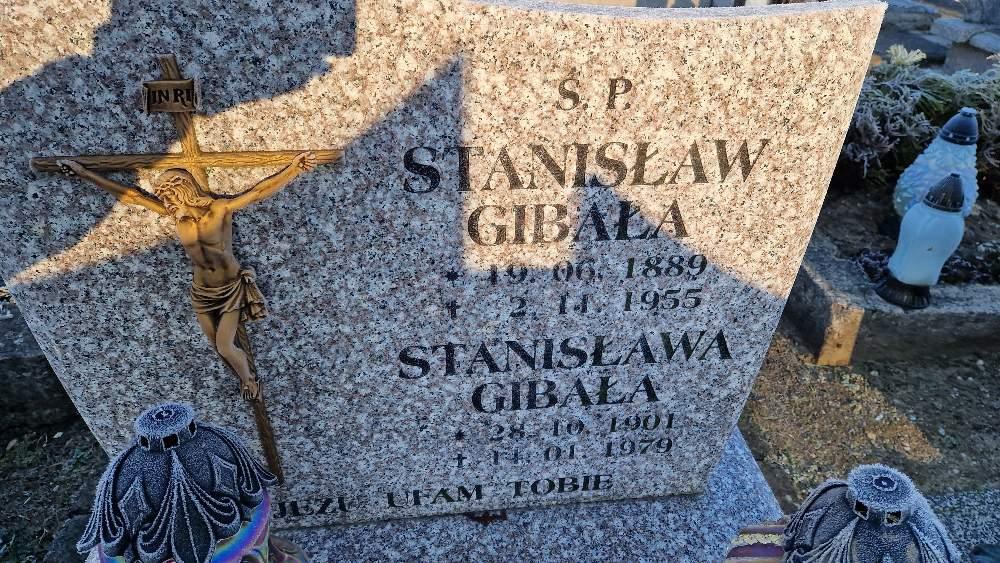 INRI
Ś. P.
STANISŁAW
GIBAŁA
* 19. 06. 1889
+ 2. 11. 1955
STANISŁAWA
GIBAŁA
* 28. 10. 1901
+ 11. 01. 1979
JEZU UFAM TOBIE